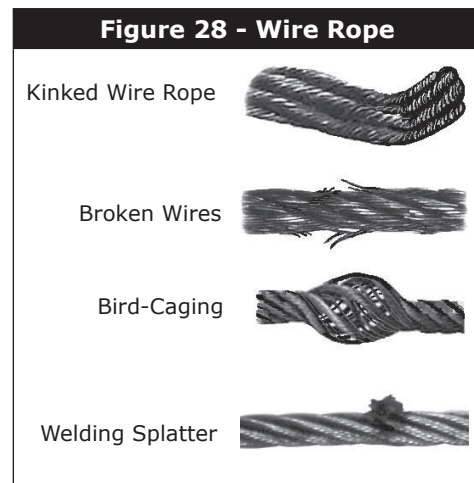 Figure 28 - Wire Rope
Kinked Wire Rope
Broken Wires
Bird-Caging
Welding Splatter